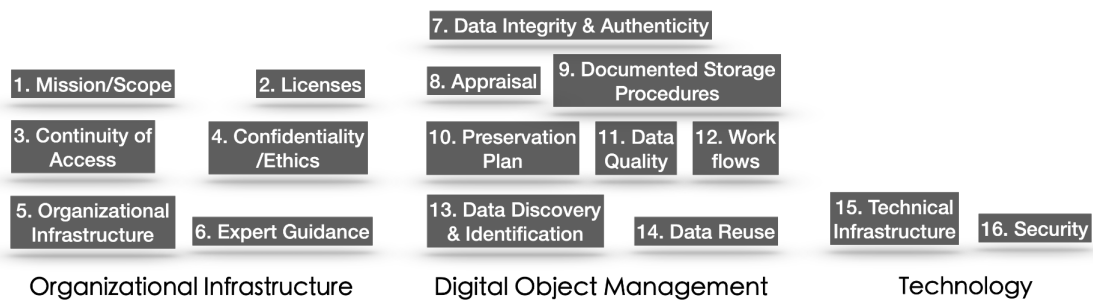 1. Mission/Scope
2. Licenses
3. Continuity of
Access
4. Confidentiality
/Ethics
5. Organizational
Infrastructure
6. Expert Guidance
Organizational Infrastructure
7. Data Integrity & Authenticity
8. Appraisal
9. Documented Storage
Procedures
10. Preservation
Plan
11. Data
Quality
12. Work
flows
13. Data Discovery
& Identification
14. Data Reuse
Digital Object Management
15. Technical
Infrastructure
16. Security
Technology